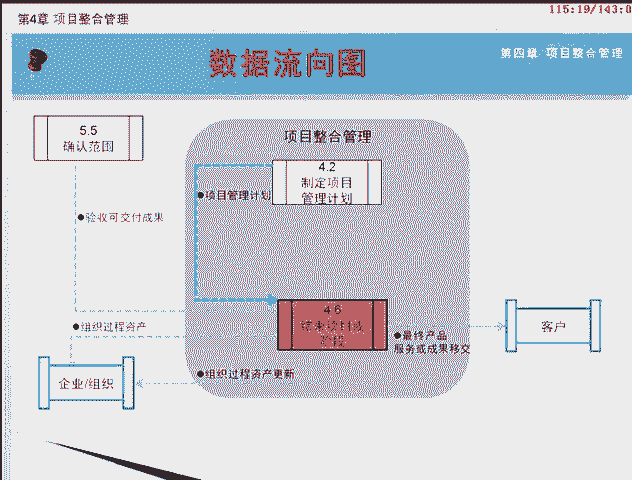 第4章 项目整合管理
115:19/143:0
数据流向图
第四章 项目整合管理
5.5
确认范围
项目整合管理
4.2
制定项目
管理计划
●项目管理计划
●验收可交付成果
4.6
结束项目或
阶段
●组织过程资产
●最终产品
服务或成果移交
客户
企业/组织
●组织过程资产更新